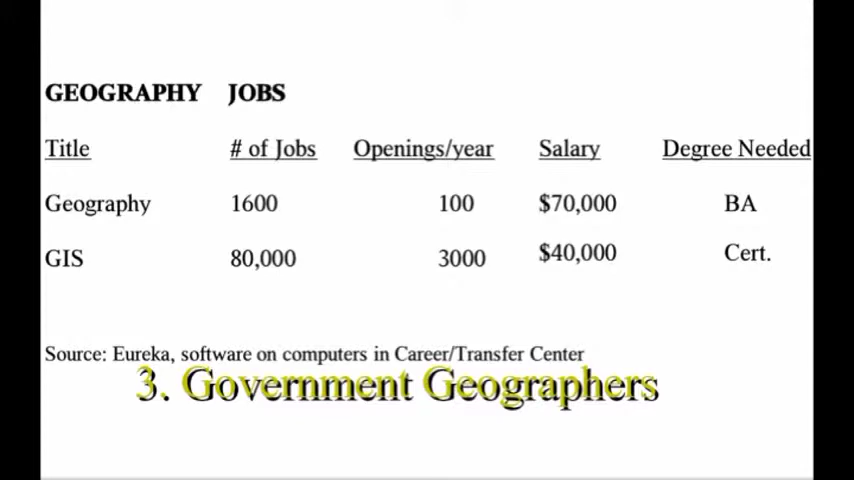 GEOGRAPHY JOBS
Title # of Jobs Openings/year Salary Degree Needed
Geography 1600 100 $70,000 BA
GIS 80,000 3000 $40,000 Cert.
Source: Eureka, software on computers in Career/Transfer Center
3. Government Geographers